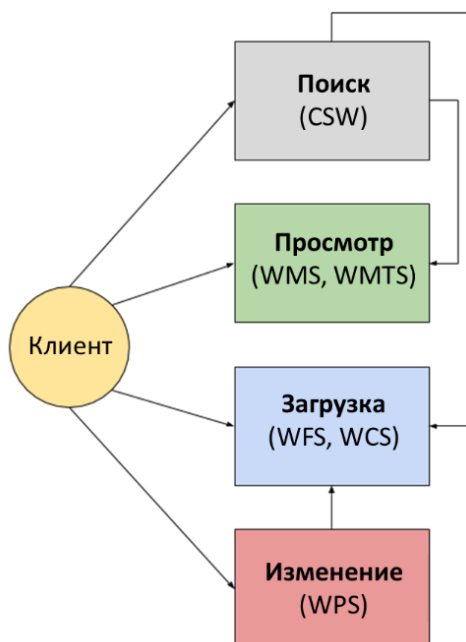 Поиск
(CSW)
Просмотр
(WMS, WMTS)
Клиент
Загрузка
(WFS, WCS)
Изменение
(WPS)